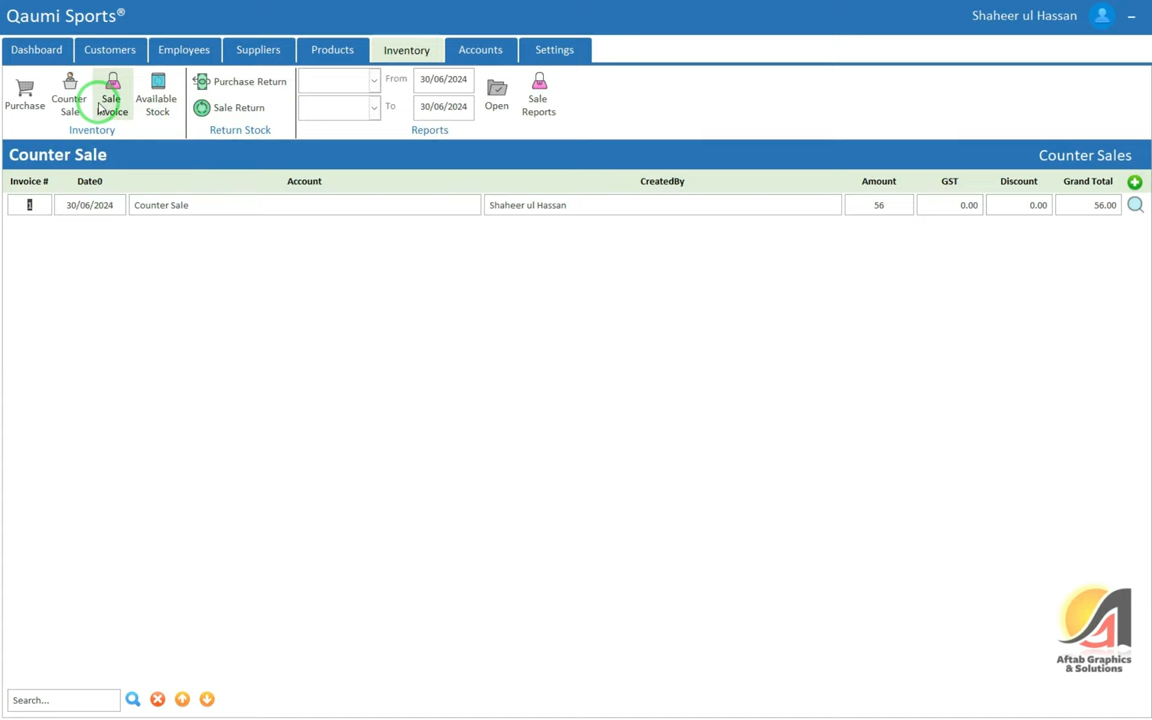 Qaumi Sports®
Shaheer ul Hassan
Dashboard Customers Employees Suppliers Products Inventory Accounts Settings
Purchase
Counter Sale
Sale Invoice
Available Stock
Inventory
Purchase Return
Sale Return
Return Stock
From 30/06/2024
To 30/06/2024
Open
Sale Reports
Reports
Counter Sale
Counter Sales
Invoice # Date0 Account CreatedBy Amount GST Discount Grand Total
1 30/06/2024 Counter Sale Shaheer ul Hassan 56 0.00 0.00 56.00
Aftab Graphics
& Solutions
Search...